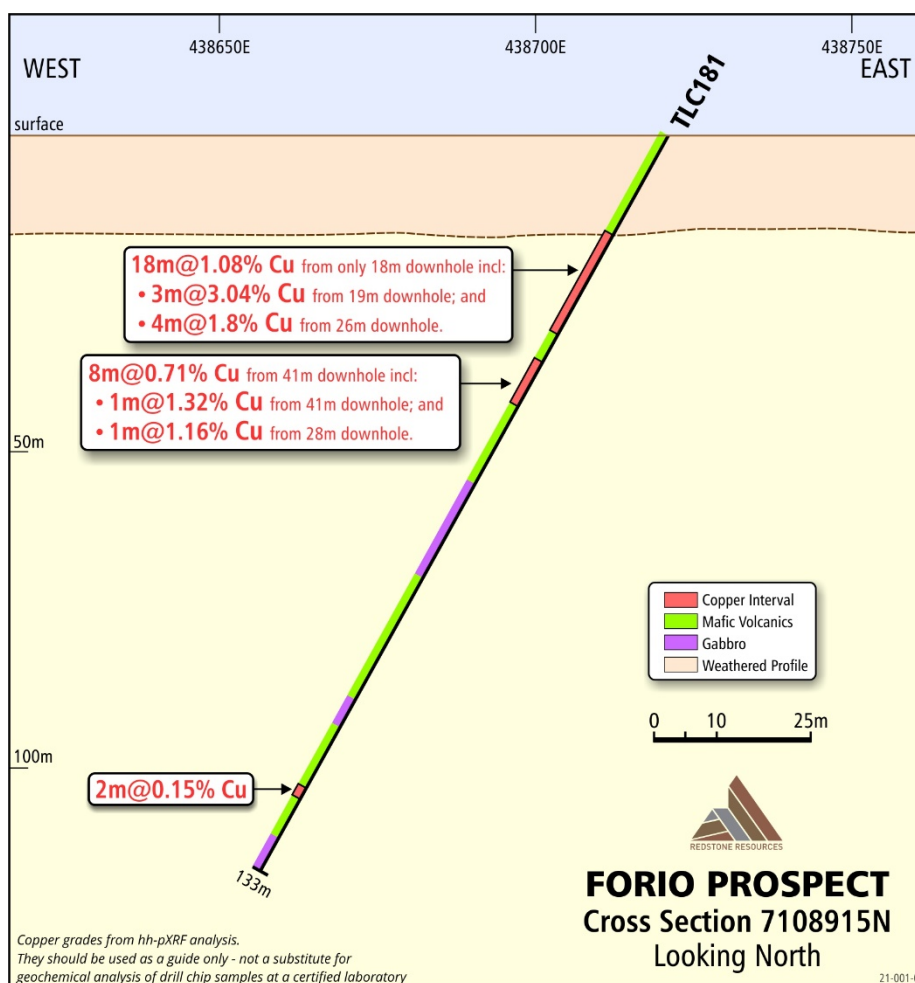 438650E
438700E
438750E
WEST
EAST
TLC181
surface
18m@1.08% Cu from only 18m downhole incl:
• 3m@3.04% Cu from 19m downhole; and
• 4m@1.8% Cu from 26m downhole.
8m@0.71% Cu from 41m downhole incl:
• 1m@1.32% Cu from 41m downhole; and
• 1m@1.16% Cu from 28m downhole.
50m
Copper Interval
Mafic Volcanics
Gabbro
Weathered Profile
0 10 25m
100m
2m@0.15% Cu
133m
REDSTONE RESOURCES
FORIO PROSPECT
Cross Section 7108915N
Looking North
Copper grades from hh-pXRF analysis.
They should be used as a guide only - not a substitute for
geochemical analysis of drill chip samples at a certified laboratory